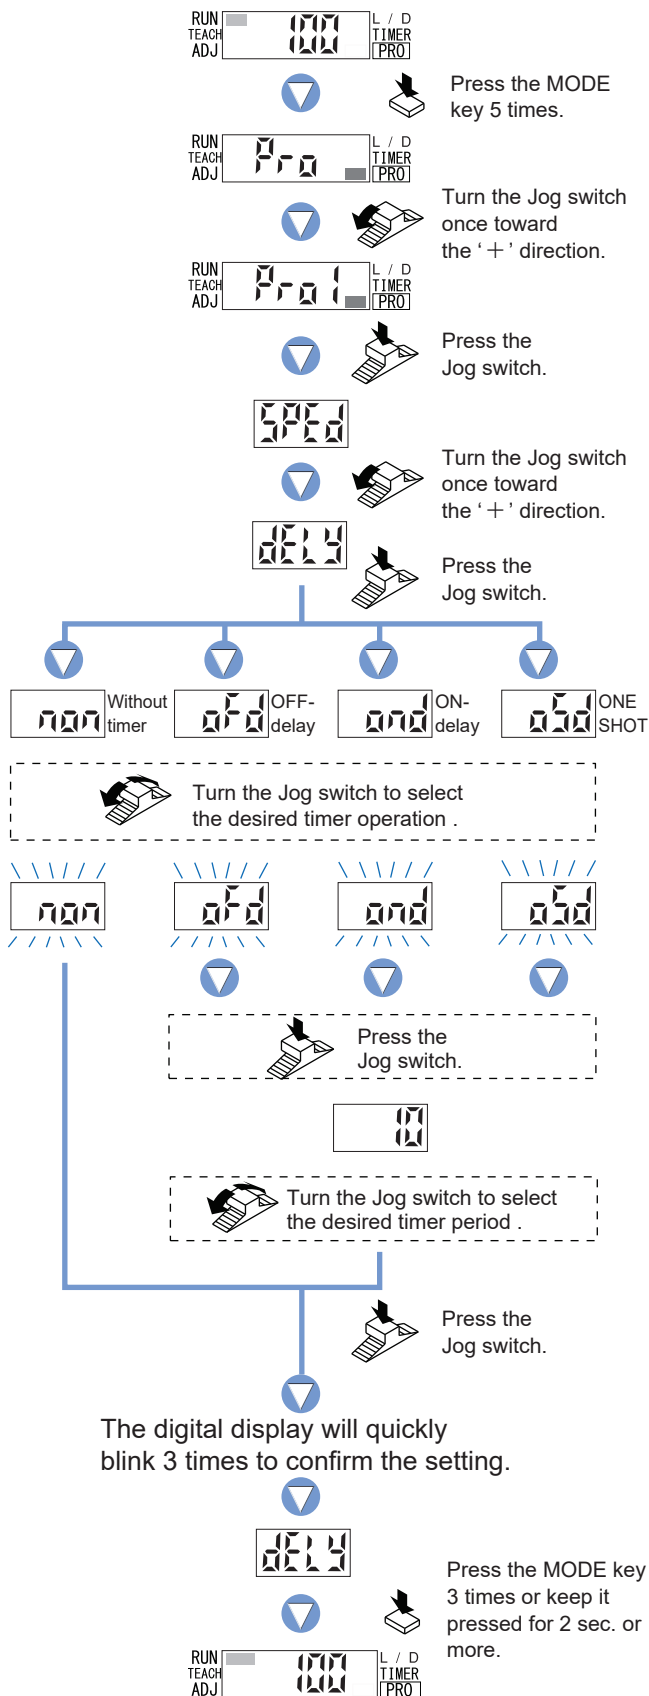 RUN
TEACH
ADJ
100
L / D
TIMER
PRO
Press the MODE
key 5 times.
RUN
TEACH
ADJ
Pro
L / D
TIMER
PRO
Turn the Jog switch
once toward
the ‘＋’ direction.
RUN
TEACH
ADJ
Pro1
L / D
TIMER
PRO
Press the
Jog switch.
SPEd
Turn the Jog switch
once toward
the ‘＋’ direction.
dELY
Press the
Jog switch.
non
Without
timer
oFd
OFF-
delay
ond
ON-
delay
oSd
ONE
SHOT
Turn the Jog switch to select
the desired timer operation .
non
oFd
ond
oSd
Press the
Jog switch.
10
Turn the Jog switch to select
the desired timer period .
Press the
Jog switch.
The digital display will quickly
blink 3 times to confirm the setting.
dELY
Press the MODE key
3 times or keep it
pressed for 2 sec. or
more.
RUN
TEACH
ADJ
100
L / D
TIMER
PRO